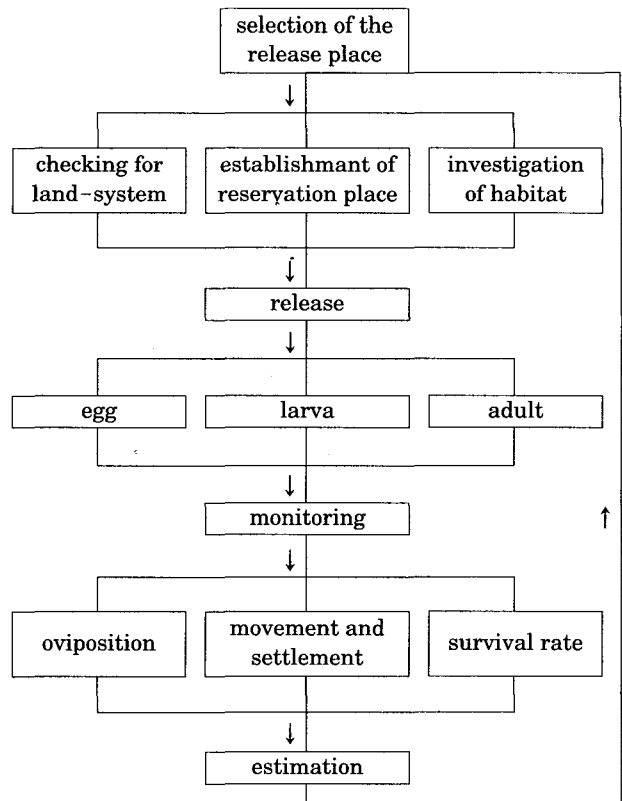 selection of the
release place
↓
checking for
land-system
establishmant of
reservation place
investigation
of habitat
↓
release
↓
egg
larva
adult
↓
monitoring
↑
↓
oviposition
movement and
settlement
survival rate
↓
estimation